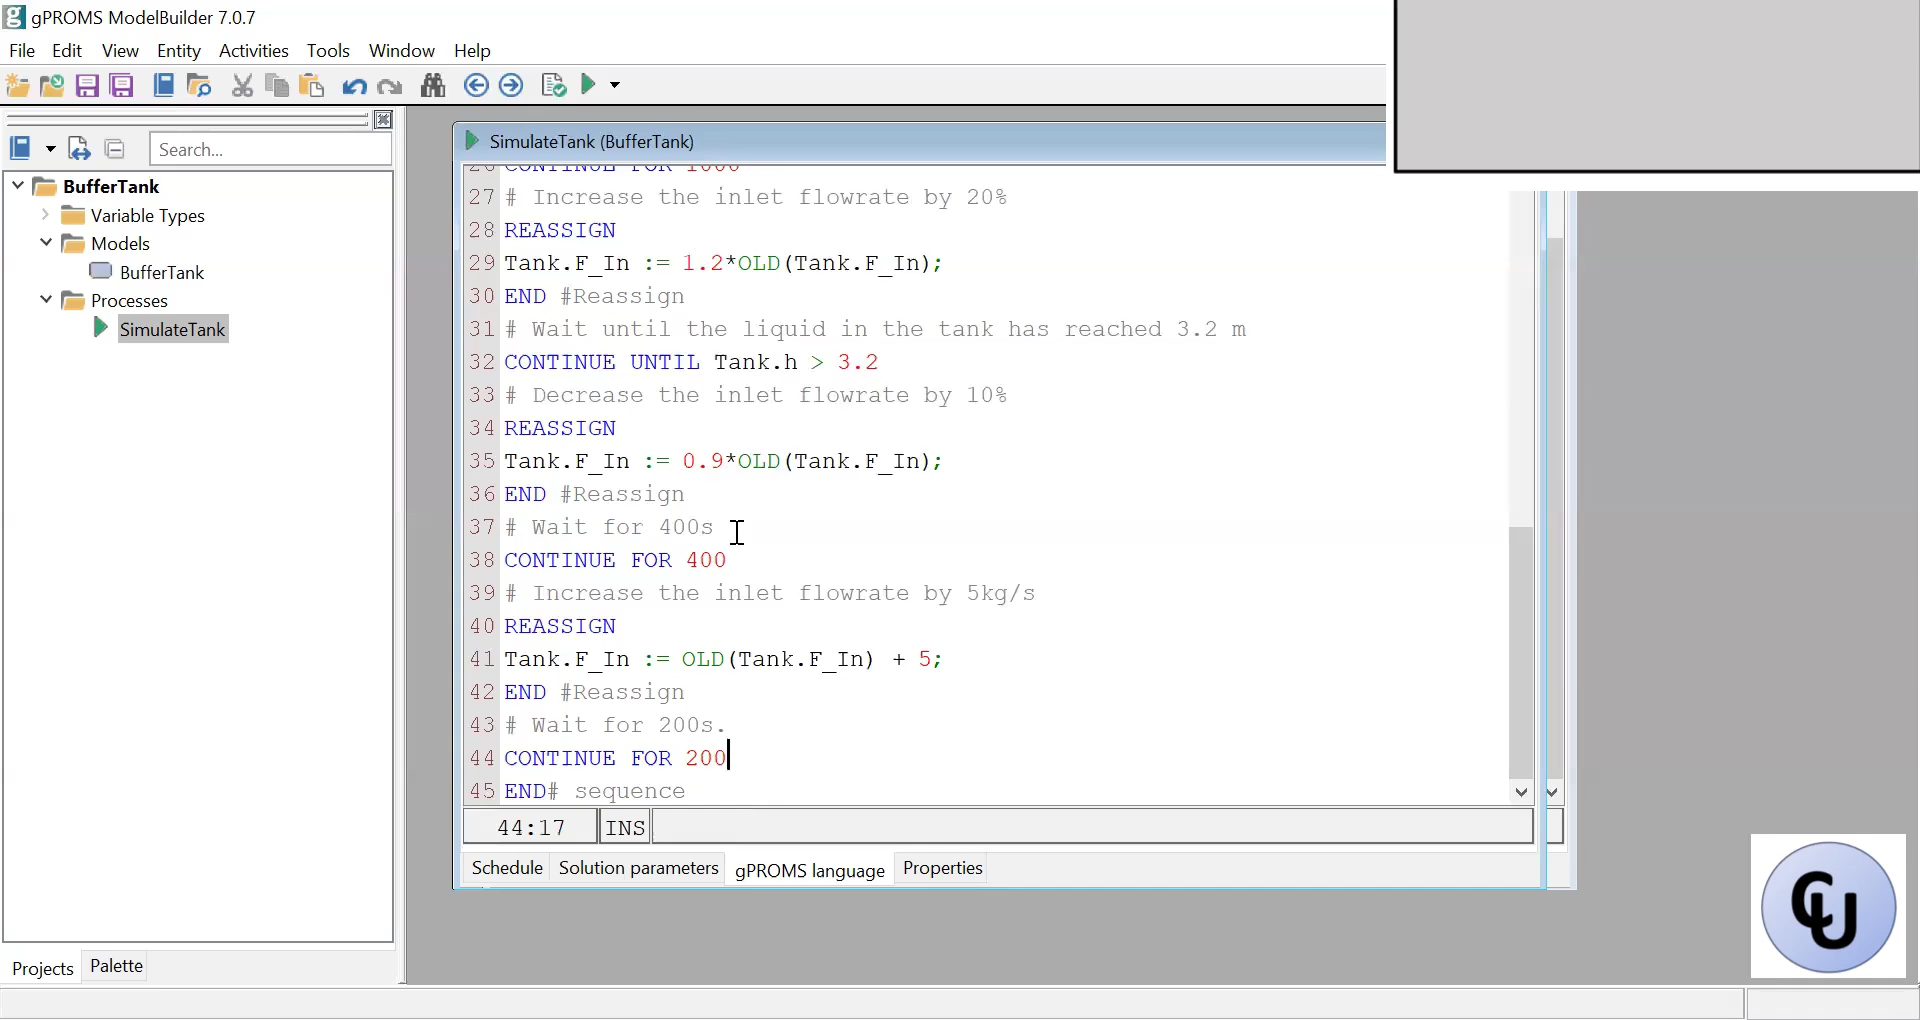 gPROMS ModelBuilder 7.0.7
File Edit View Entity Activities Tools Window Help
Search...
BufferTank
Variable Types
Models
BufferTank
Processes
SimulateTank
SimulateTank (BufferTank)
26 CONTINUE FOR 1000
27 # Increase the inlet flowrate by 20%
28 REASSIGN
29 Tank.F_In := 1.2*OLD(Tank.F_In);
30 END #Reassign
31 # Wait until the liquid in the tank has reached 3.2 m
32 CONTINUE UNTIL Tank.h > 3.2
33 # Decrease the inlet flowrate by 10%
34 REASSIGN
35 Tank.F_In := 0.9*OLD(Tank.F_In);
36 END #Reassign
37 # Wait for 400s
38 CONTINUE FOR 400
39 # Increase the inlet flowrate by 5kg/s
40 REASSIGN
41 Tank.F_In := OLD(Tank.F_In) + 5;
42 END #Reassign
43 # Wait for 200s.
44 CONTINUE FOR 200
45 END# sequence
44:17 INS
Schedule Solution parameters gPROMS language Properties
Projects Palette
CU